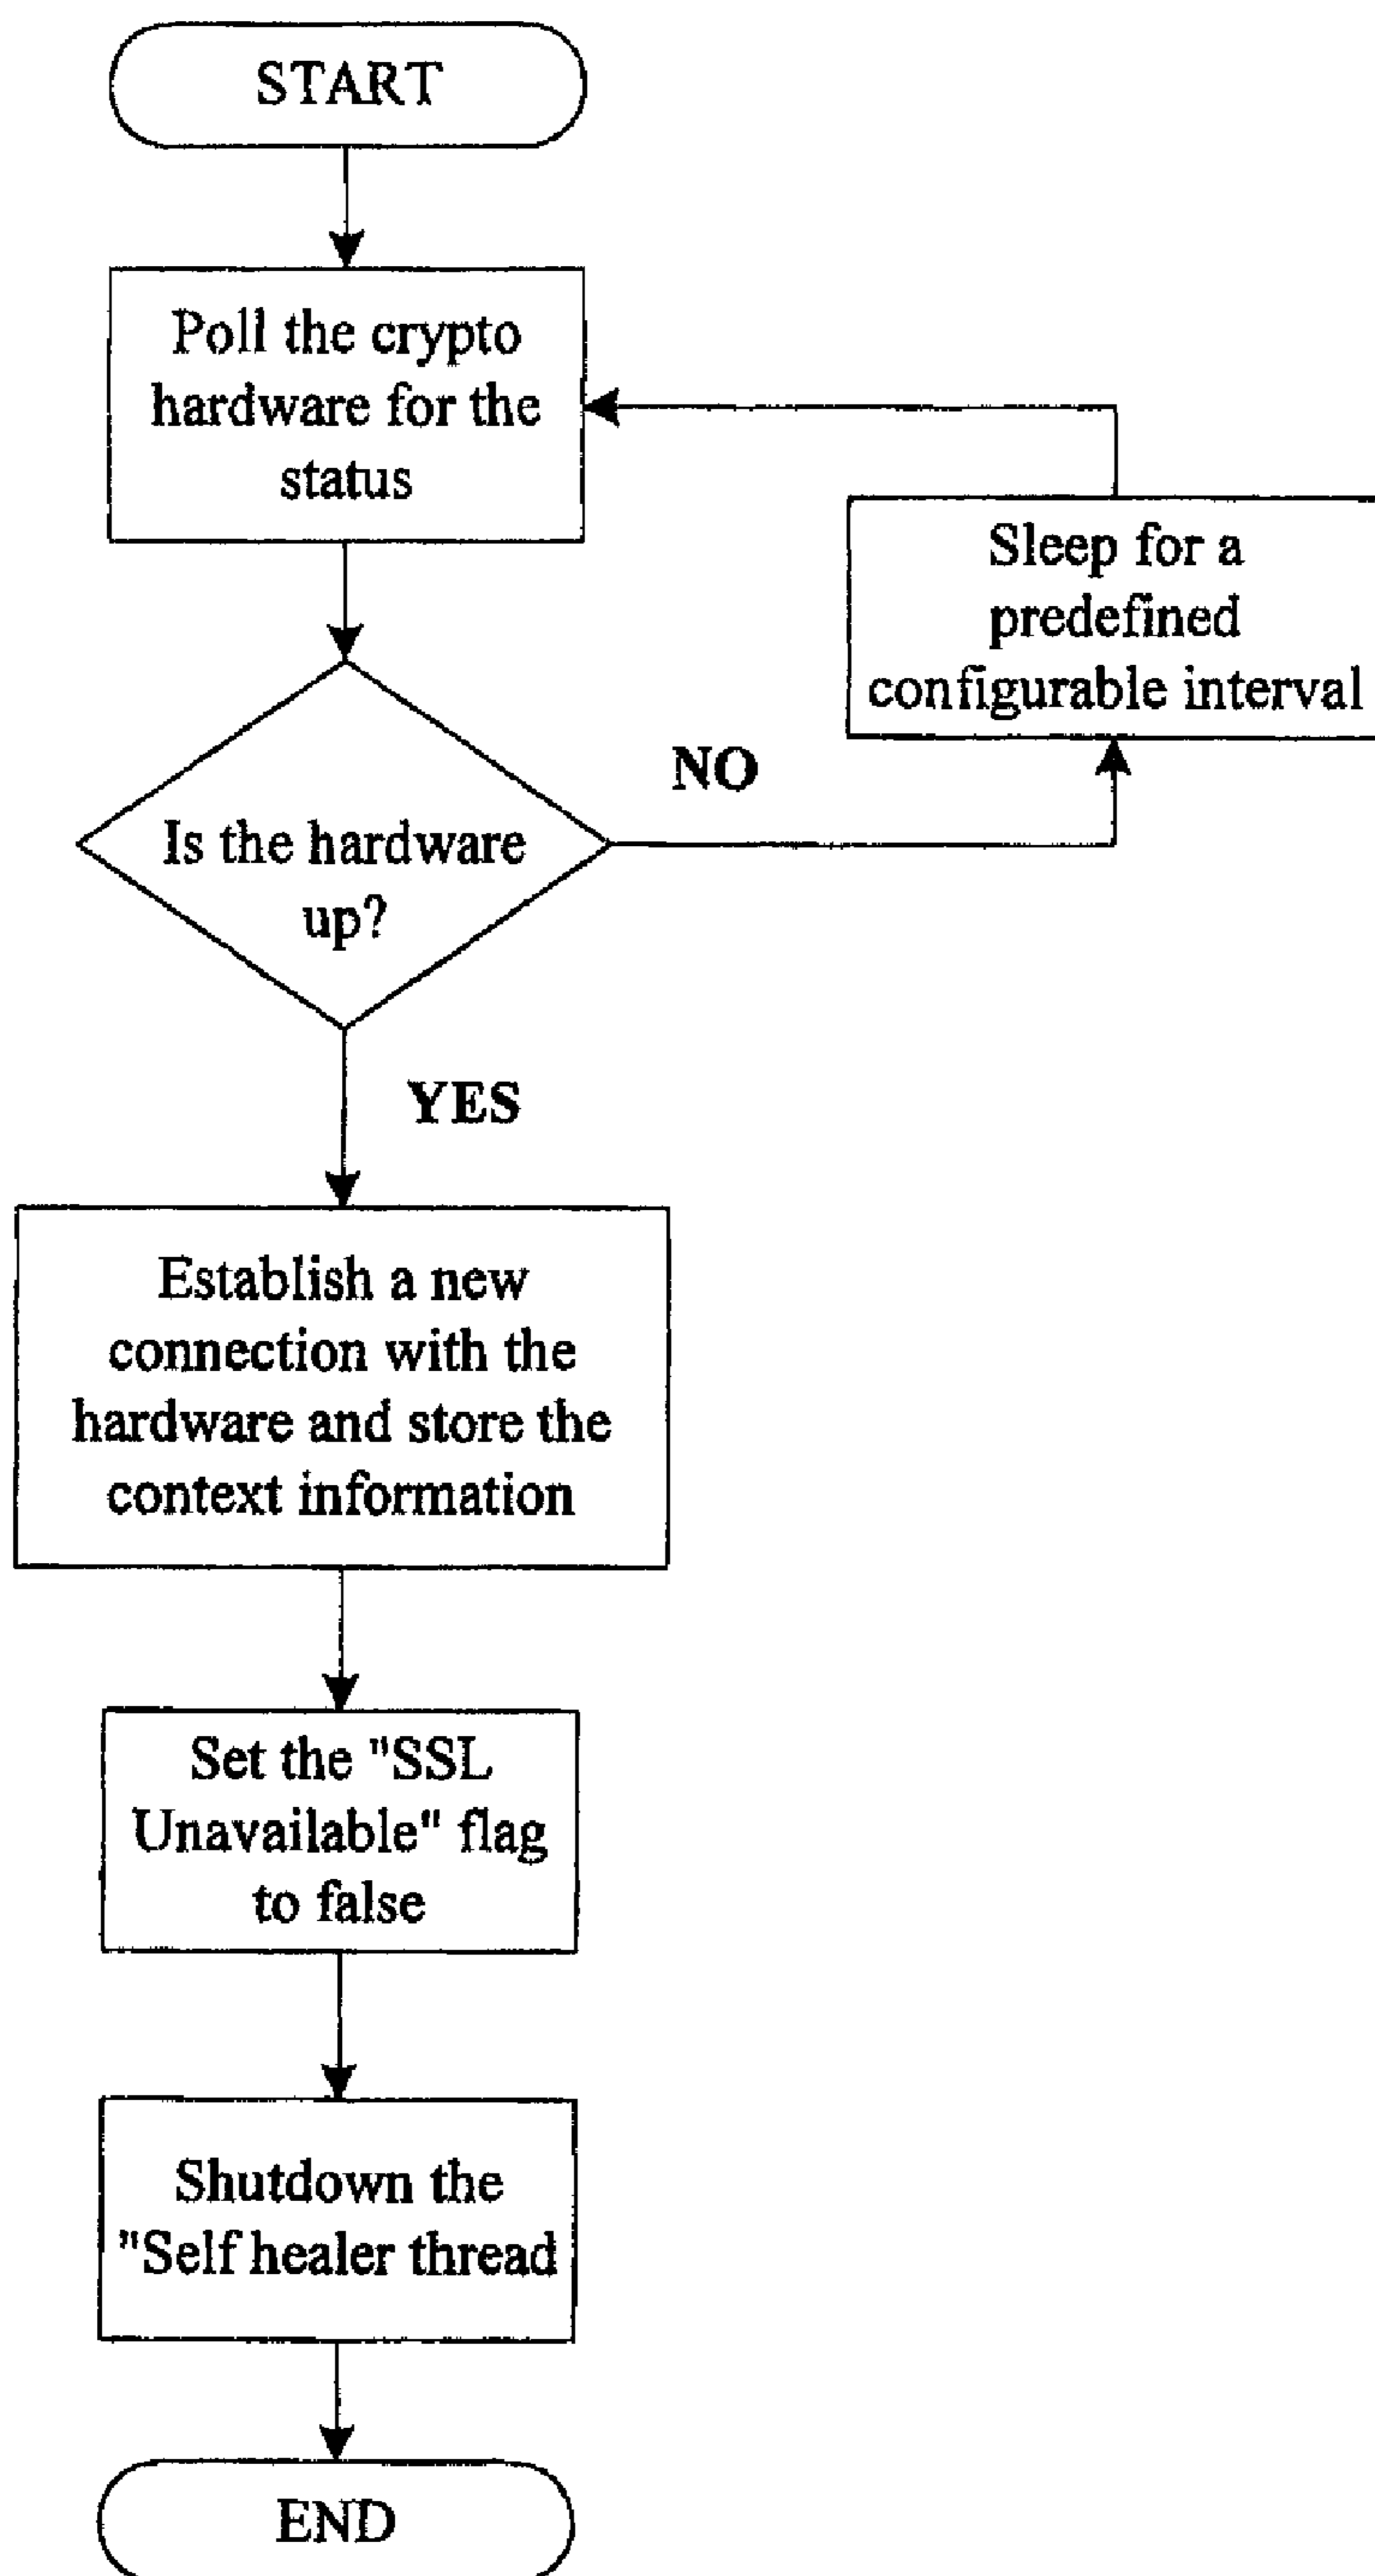 START
Poll the crypto
hardware for the
status
Sleep for a
predefined
configurable interval
NO
Is the hardware
up?
YES
Establish a new
connection with the
hardware and store the
context information
Set the "SSL
Unavailable" flag
to false
Shutdown the
"Self healer thread
END